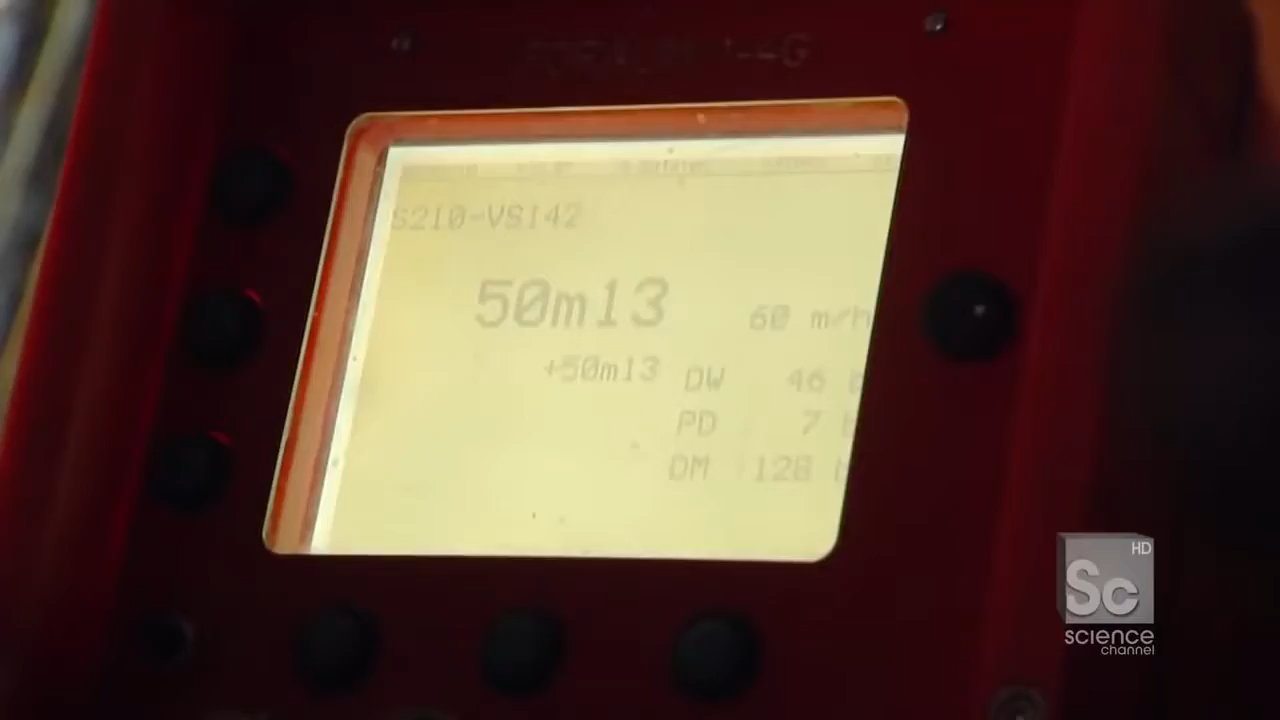 S210-VS142
50m13
60 m/h
+50m13
DW 46
PD 7
DM 128
HD
Sc
science
channel